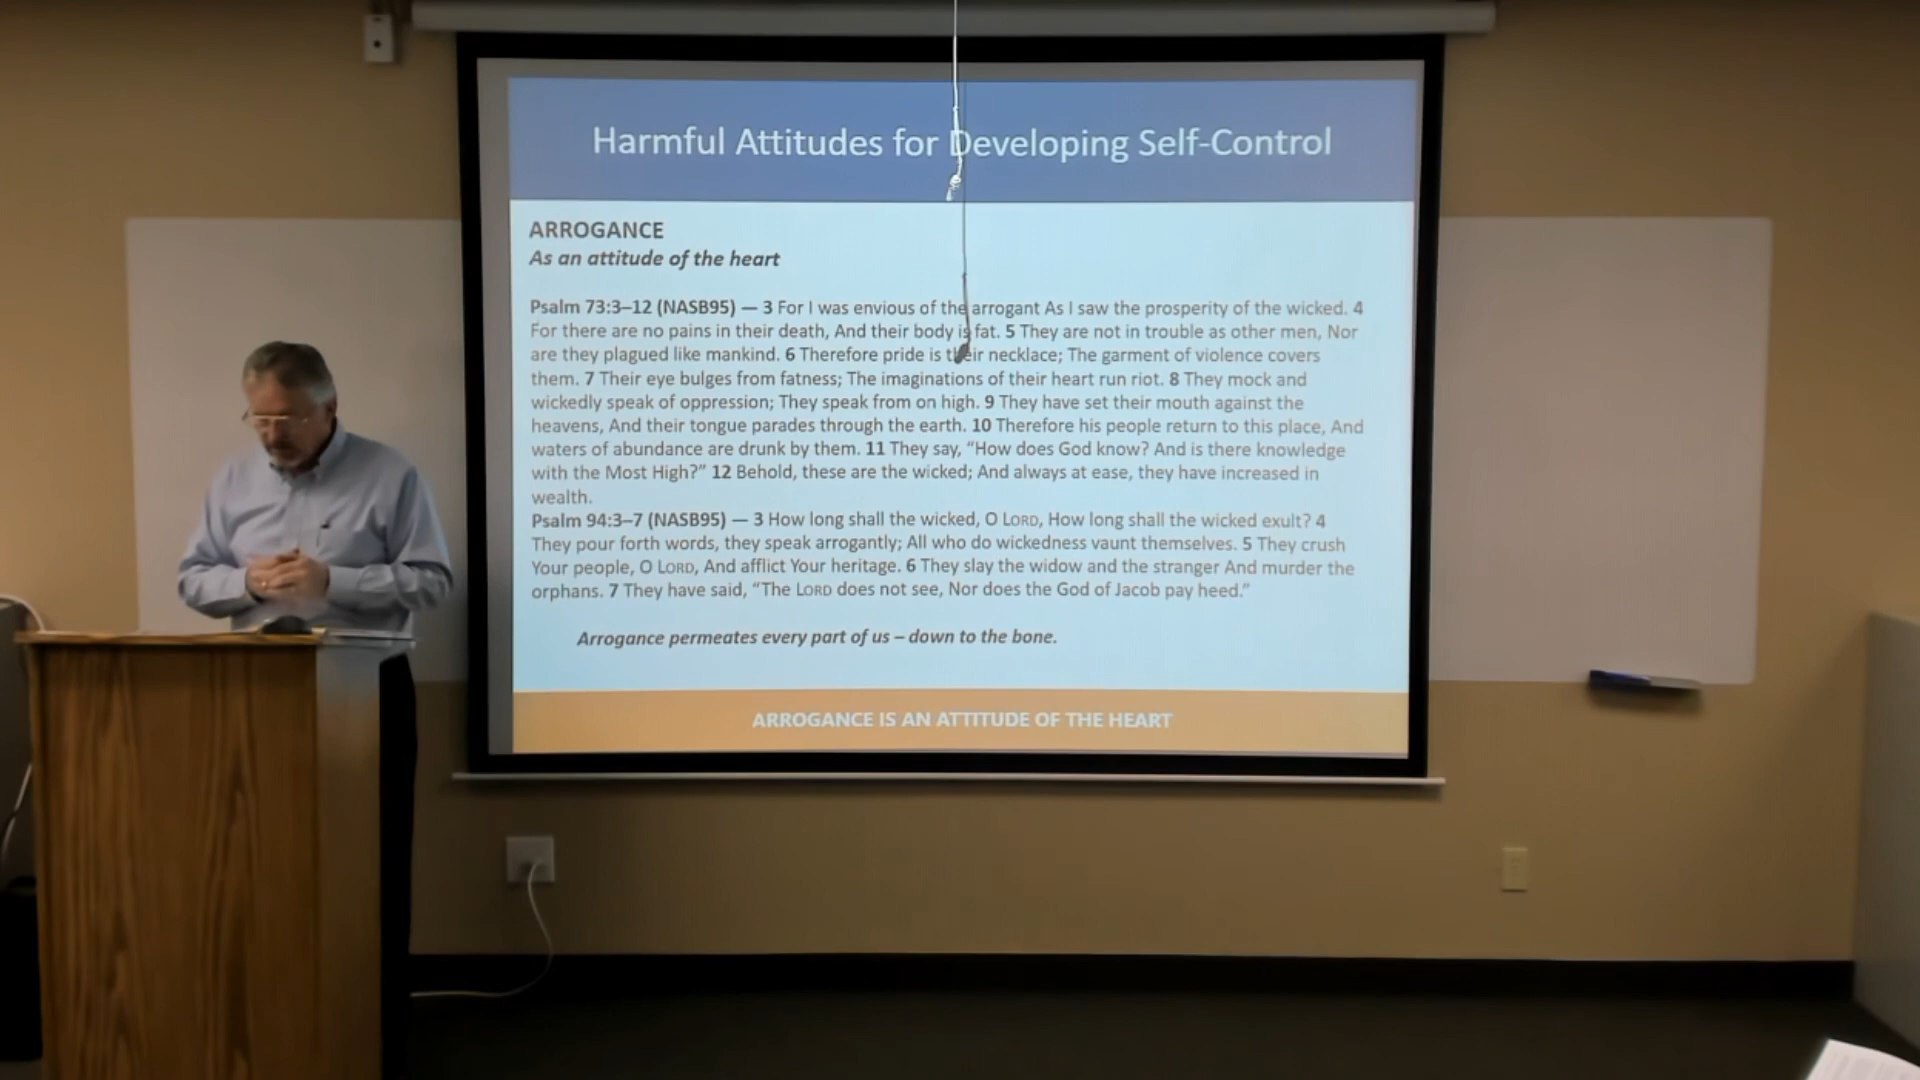 Harmful Attitudes for Developing Self-Control
ARROGANCE
As an attitude of the heart
Psalm 73:3–12 (NASB95) — 3 For I was envious of the arrogant As I saw the prosperity of the wicked. 4
For there are no pains in their death, And their body is fat. 5 They are not in trouble as other men, Nor
are they plagued like mankind. 6 Therefore pride is their necklace; The garment of violence covers
them. 7 Their eye bulges from fatness; The imaginations of their heart run riot. 8 They mock and
wickedly speak of oppression; They speak from on high. 9 They have set their mouth against the
heavens, And their tongue parades through the earth. 10 Therefore his people return to this place, And
waters of abundance are drunk by them. 11 They say, “How does God know? And is there knowledge
with the Most High?” 12 Behold, these are the wicked; And always at ease, they have increased in
wealth.
Psalm 94:3–7 (NASB95) — 3 How long shall the wicked, O LORD, How long shall the wicked exult? 4
They pour forth words, they speak arrogantly; All who do wickedness vaunt themselves. 5 They crush
Your people, O LORD, And afflict Your heritage. 6 They slay the widow and the stranger And murder the
orphans. 7 They have said, “The LORD does not see, Nor does the God of Jacob pay heed.”
Arrogance permeates every part of us – down to the bone.
ARROGANCE IS AN ATTITUDE OF THE HEART